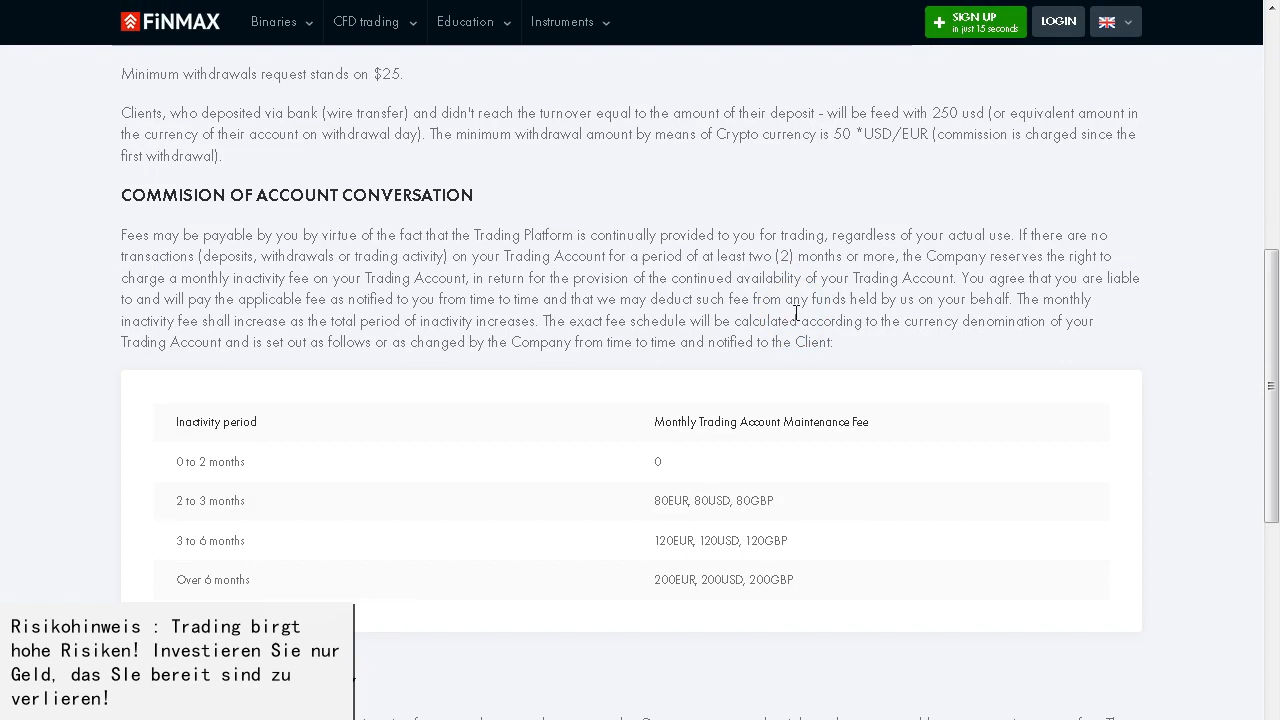 FiNMAX Binaries CFD trading Education Instruments SIGN UP LOGIN
in just 15 seconds
Minimum withdrawals request stands on $25.
Clients, who deposited via bank (wire transfer) and didn't reach the turnover equal to the amount of their deposit - will be feed with 250 usd (or equivalent amount in
the currency of their account on withdrawal day). The minimum withdrawal amount by means of Crypto currency is 50 *USD/EUR (commission is charged since the
first withdrawal).
COMMISION OF ACCOUNT CONVERSATION
Fees may be payable by you by virtue of the fact that the Trading Platform is continually provided to you for trading, regardless of your actual use. If there are no
transactions (deposits, withdrawals or trading activity) on your Trading Account for a period of at least two (2) months or more, the Company reserves the right to
charge a monthly inactivity fee on your Trading Account, in return for the provision of the continued availability of your Trading Account. You agree that you are liable
to and will pay the applicable fee as notified to you from time to time and that we may deduct such fee from any funds held by us on your behalf. The monthly
inactivity fee shall increase as the total period of inactivity increases. The exact fee schedule will be calculated according to the currency denomination of your
Trading Account and is set out as follows or as changed by the Company from time to time and notified to the Client:
Inactivity period Monthly Trading Account Maintenance Fee
0 to 2 months 0
2 to 3 months 80EUR, 80USD, 80GBP
3 to 6 months 120EUR, 120USD, 120GBP
Over 6 months 200EUR, 200USD, 200GBP
Risikohinweis : Trading birgt
hohe Risiken! Investieren Sie nur
Geld, das SIe bereit sind zu
verlieren!